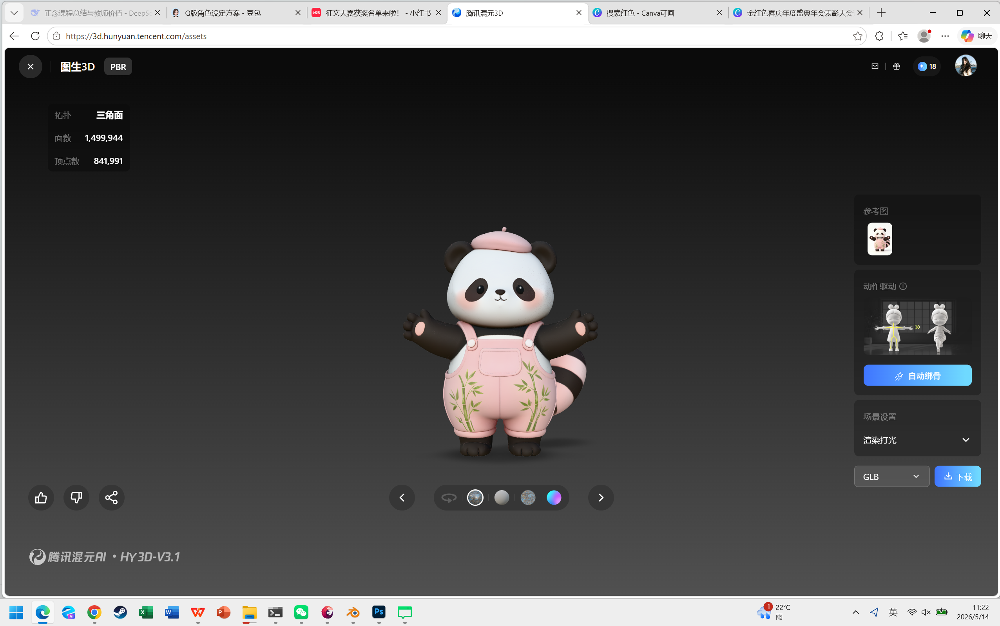 正念课程总结与教师价值 - DeepSe
Q版角色设定方案 - 豆包
征文大赛获奖名单来啦！ - 小红书
腾讯混元3D
搜索红色 - Canva可画
金红色喜庆年度盛典年会表彰大会
https://3d.hunyuan.tencent.com/assets
聊天
图生3D PBR
18
拓扑 三角面
面数 1,499,944
顶点数 841,991
参考图
动作驱动
自动绑骨
场景设置
渲染打光
GLB
下载
腾讯混元AI · HY3D-V3.1
1
22°C
雨
英
11:22
2026/5/14